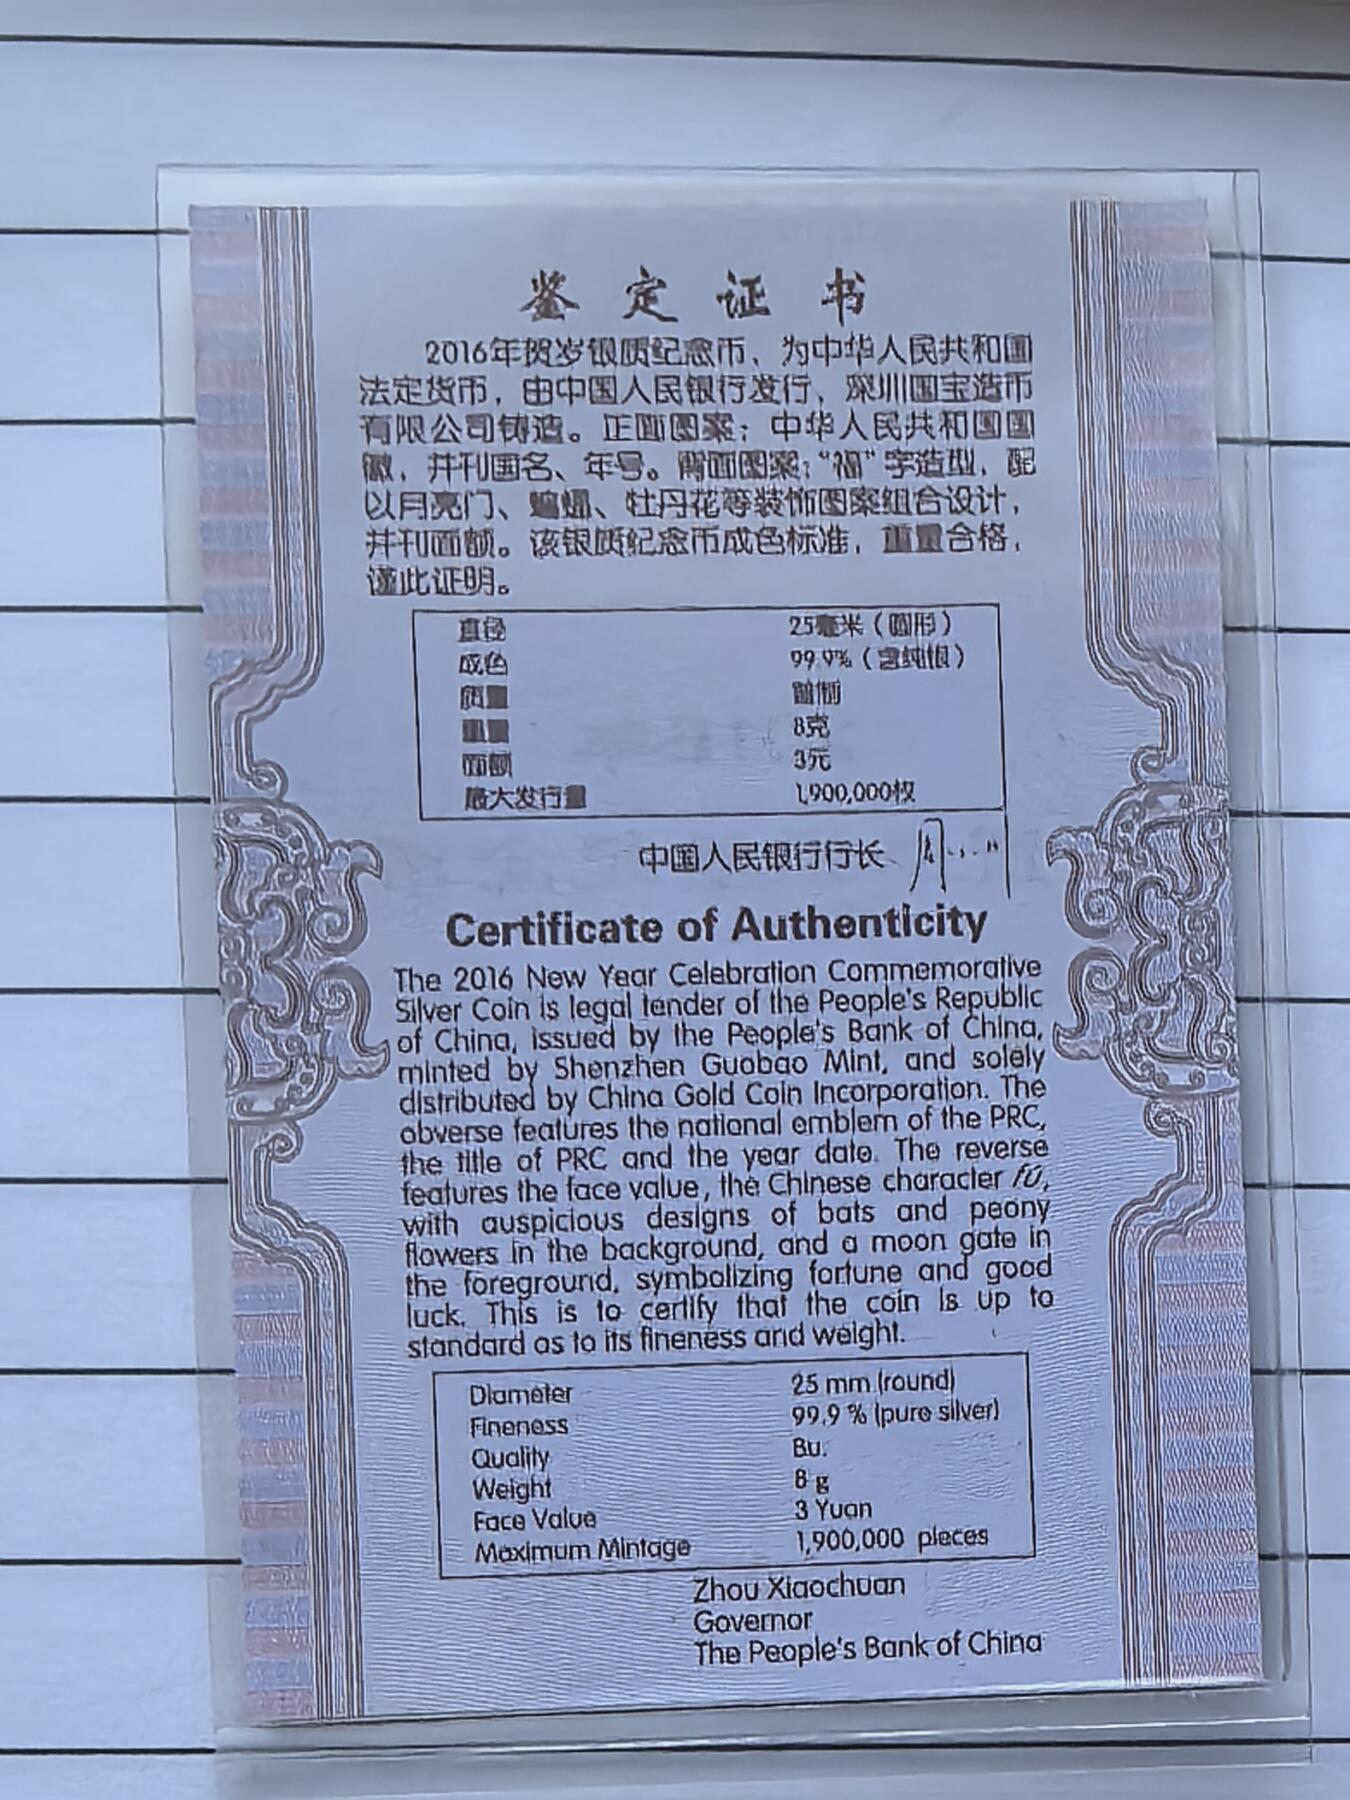 鉴定证书
2016年贺岁银质纪念币、为中华人民共和国
法定货币，由中国人民银行发行、深圳国宝造币
有限公司铸造。正面图案：中华人民共和国国
徽，并刊国名、年号。背面图案：“福”字造型，配
以月亮门、蝙蝠、牡丹花等装饰图案组合设计，
并刊面额。该银质纪念币成色标准，重量合格，
谨此证明。
直径 25毫米（圆形）
成色 99.9%（含纯银）
质量 普制
重量 8克
面额 3元
最大发行量 1,900,000枚
中国人民银行行长
Certificate of Authenticity
The 2016 New Year Celebration Commemorative
Silver Coin is legal tender of the People's Republic
of China, issued by the People's Bank of China,
minted by Shenzhen Guobao Mint, and solely
distributed by China Gold Coin Incorporation. The
obverse features the national emblem of the PRC,
the title of PRC and the year date. The reverse
features the face value, the Chinese character fú,
with auspicious designs of bats and peony
flowers in the background, and a moon gate in
the foreground, symbolizing fortune and good
luck. This is to certify that the coin is up to
standard as to its fineness and weight.
Diameter 25 mm (round)
Fineness 99.9 % (pure silver)
Quality Bu.
Weight 8 g
Face Value 3 Yuan
Maximum Mintage 1,900,000 pieces
Zhou Xiaochuan
Governor
The People's Bank of China